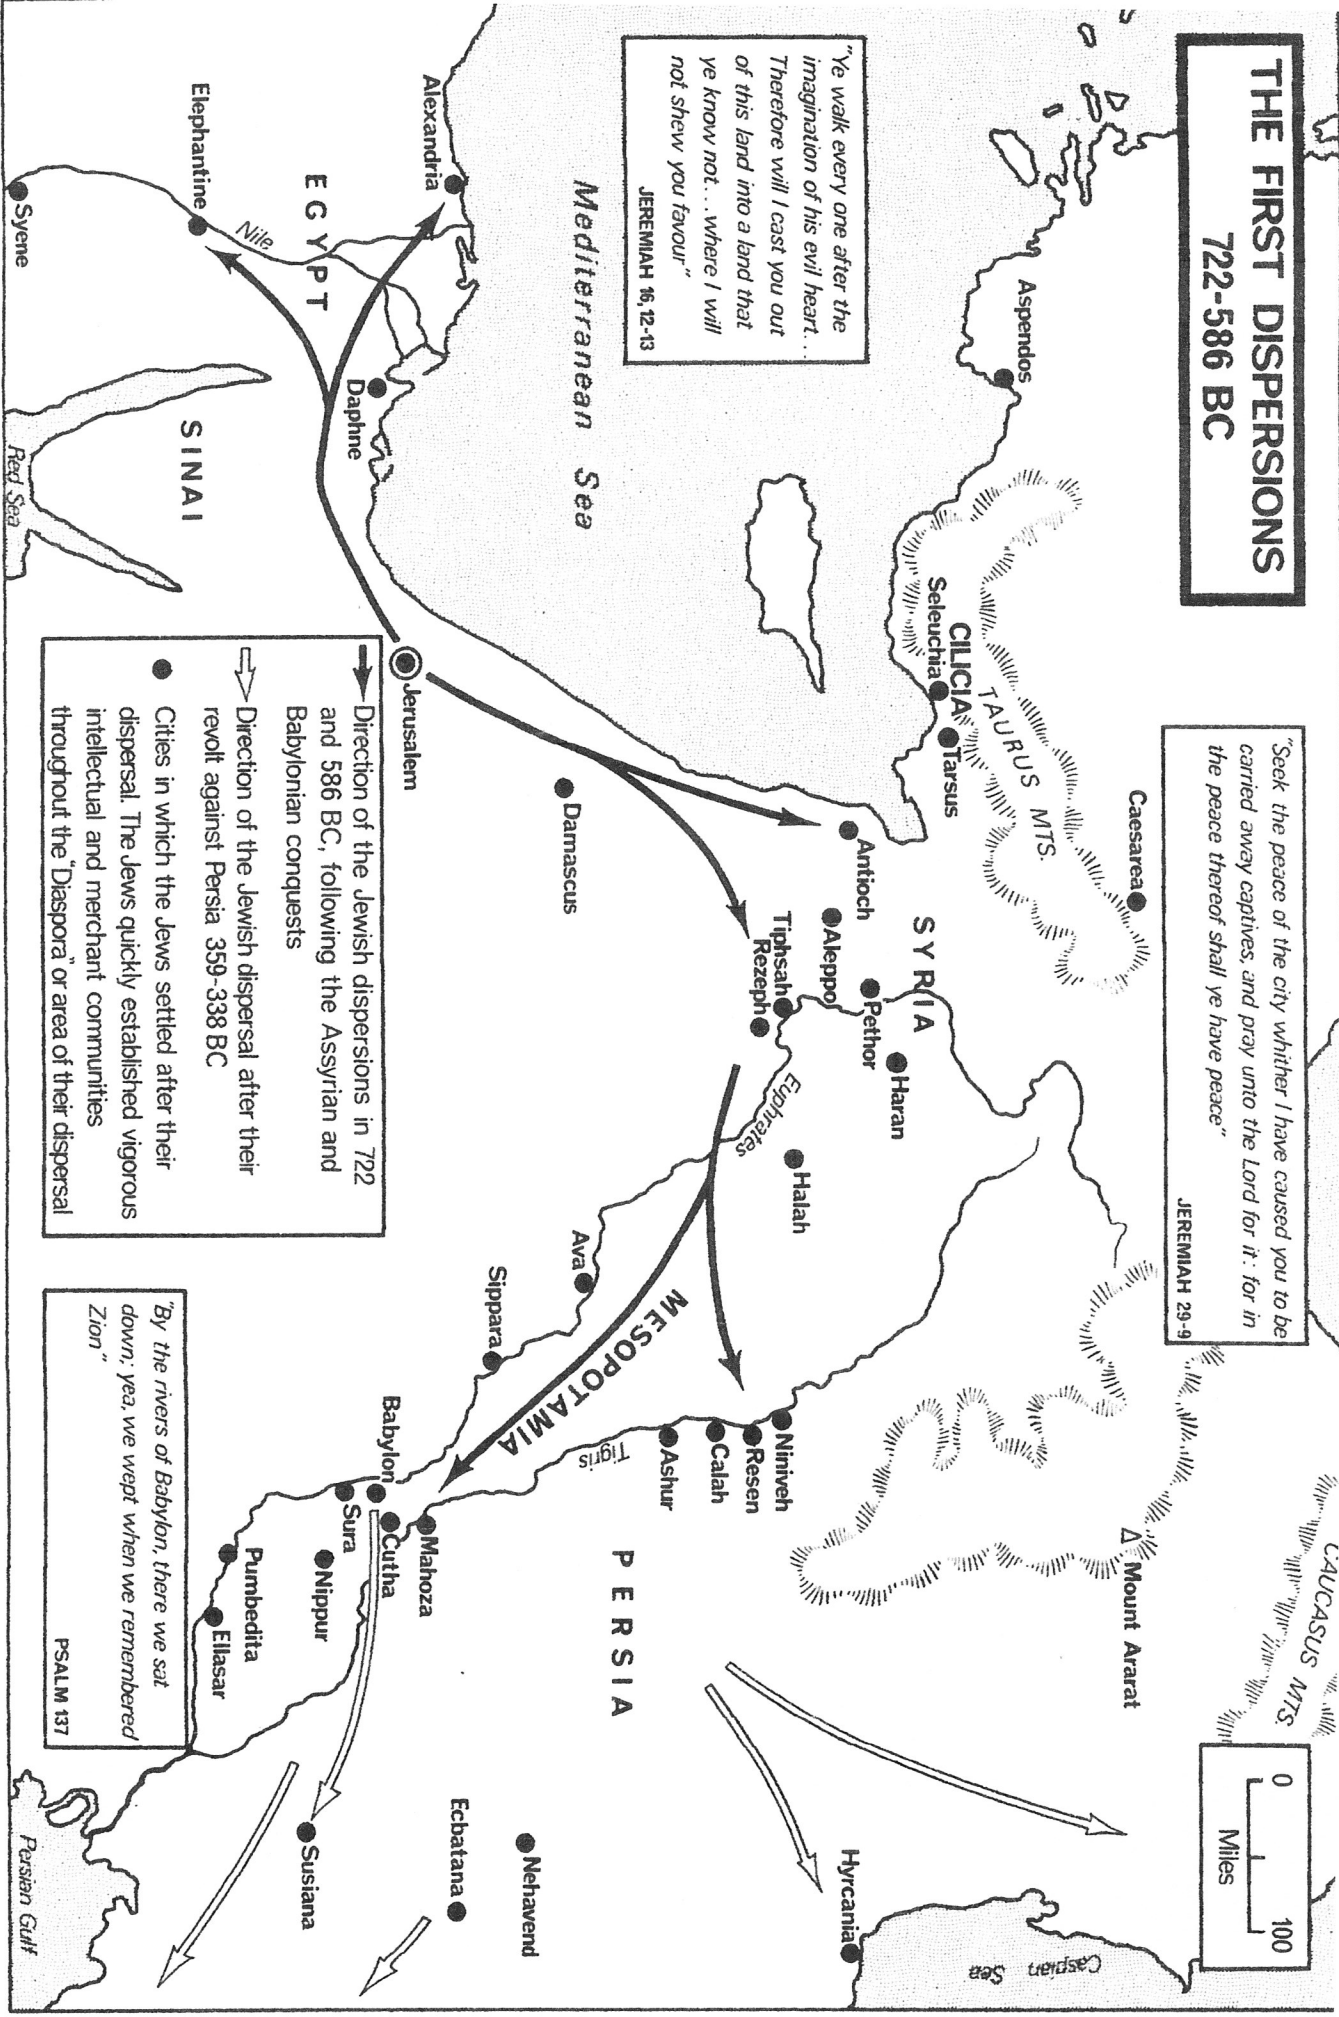 THE FIRST DISPERSIONS
722-586 BC
"Ye walk every one after the
imagination of his evil heart...
Therefore will I cast you out
of this land into a land that
ye know not...where I will
not shew you favour"
JEREMIAH 16, 12-13
"Seek the peace of the city whither I have caused you to be
carried away captives, and pray unto the Lord for it: for in
the peace thereof shall ye have peace"
JEREMIAH 29-9
0 100
Miles
CAUCASUS MTS.
Mount Ararat
Caspian
Sea
Hyrcania
Aspendos
CILICIA
Seleuchia
TAURUS MTS.
Tarsus
Caesarea
SYRIA
Antioch
Aleppo
Tiphsah
Rezeph
Pethor
Haran
Euphrates
Halah
Niniveh
Resen
Calah
Ashur
Tigris
MESOPOTAMIA
Ava
Sippara
Babylon
Mahoza
Cutha
Sura
Nippur
Pumbedita
Ellasar
PERSIA
Nehavend
Ecbatana
Susiana
Persian Gulf
Mediterranean Sea
Damascus
Jerusalem
Alexandria
Daphne
EGYPT
Nile
Elephantine
Syene
SINAI
Red Sea
Direction of the Jewish dispersions in 722
and 586 BC, following the Assyrian and
Babylonian conquests
Direction of the Jewish dispersal after their
revolt against Persia 359-338 BC
Cities in which the Jews settled after their
dispersal. The Jews quickly established vigorous
intellectual and merchant communities
throughout the "Diaspora" or area of their dispersal
"By the rivers of Babylon, there we sat
down; yea, we wept when we remembered
Zion"
PSALM 137